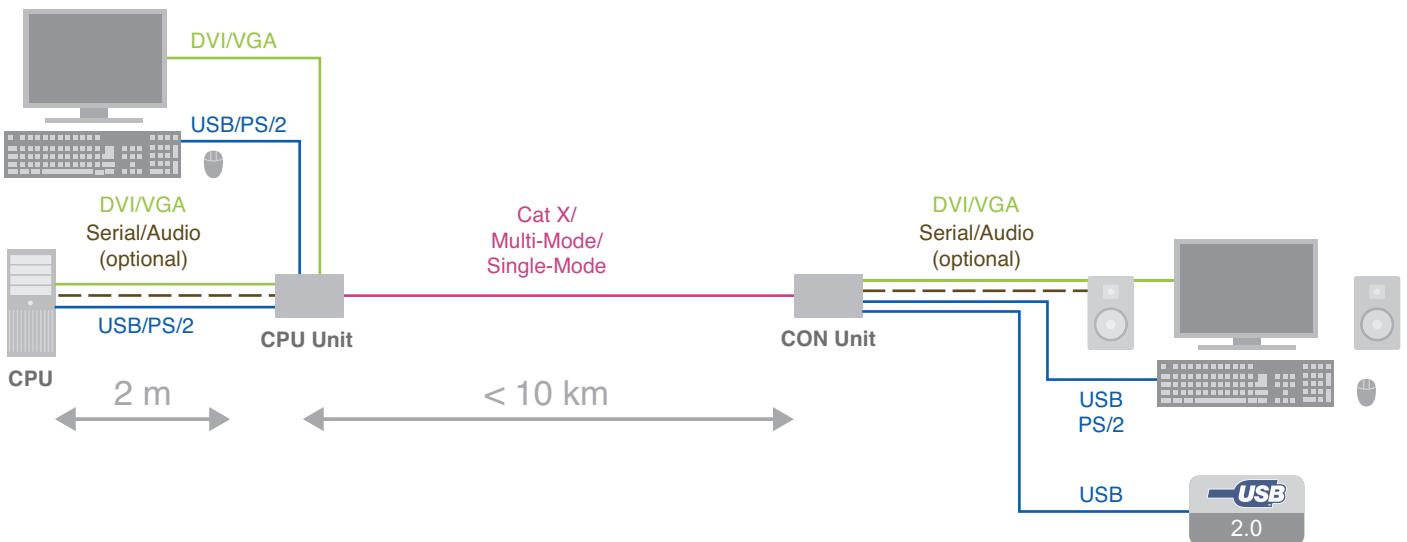 DVI/VGA
USB/PS/2
DVI/VGA
Serial/Audio
(optional)
USB/PS/2
CPU
CPU Unit
2 m
Cat X/
Multi-Mode/
Single-Mode
< 10 km
CON Unit
DVI/VGA
Serial/Audio
(optional)
USB
PS/2
USB
USB
2.0